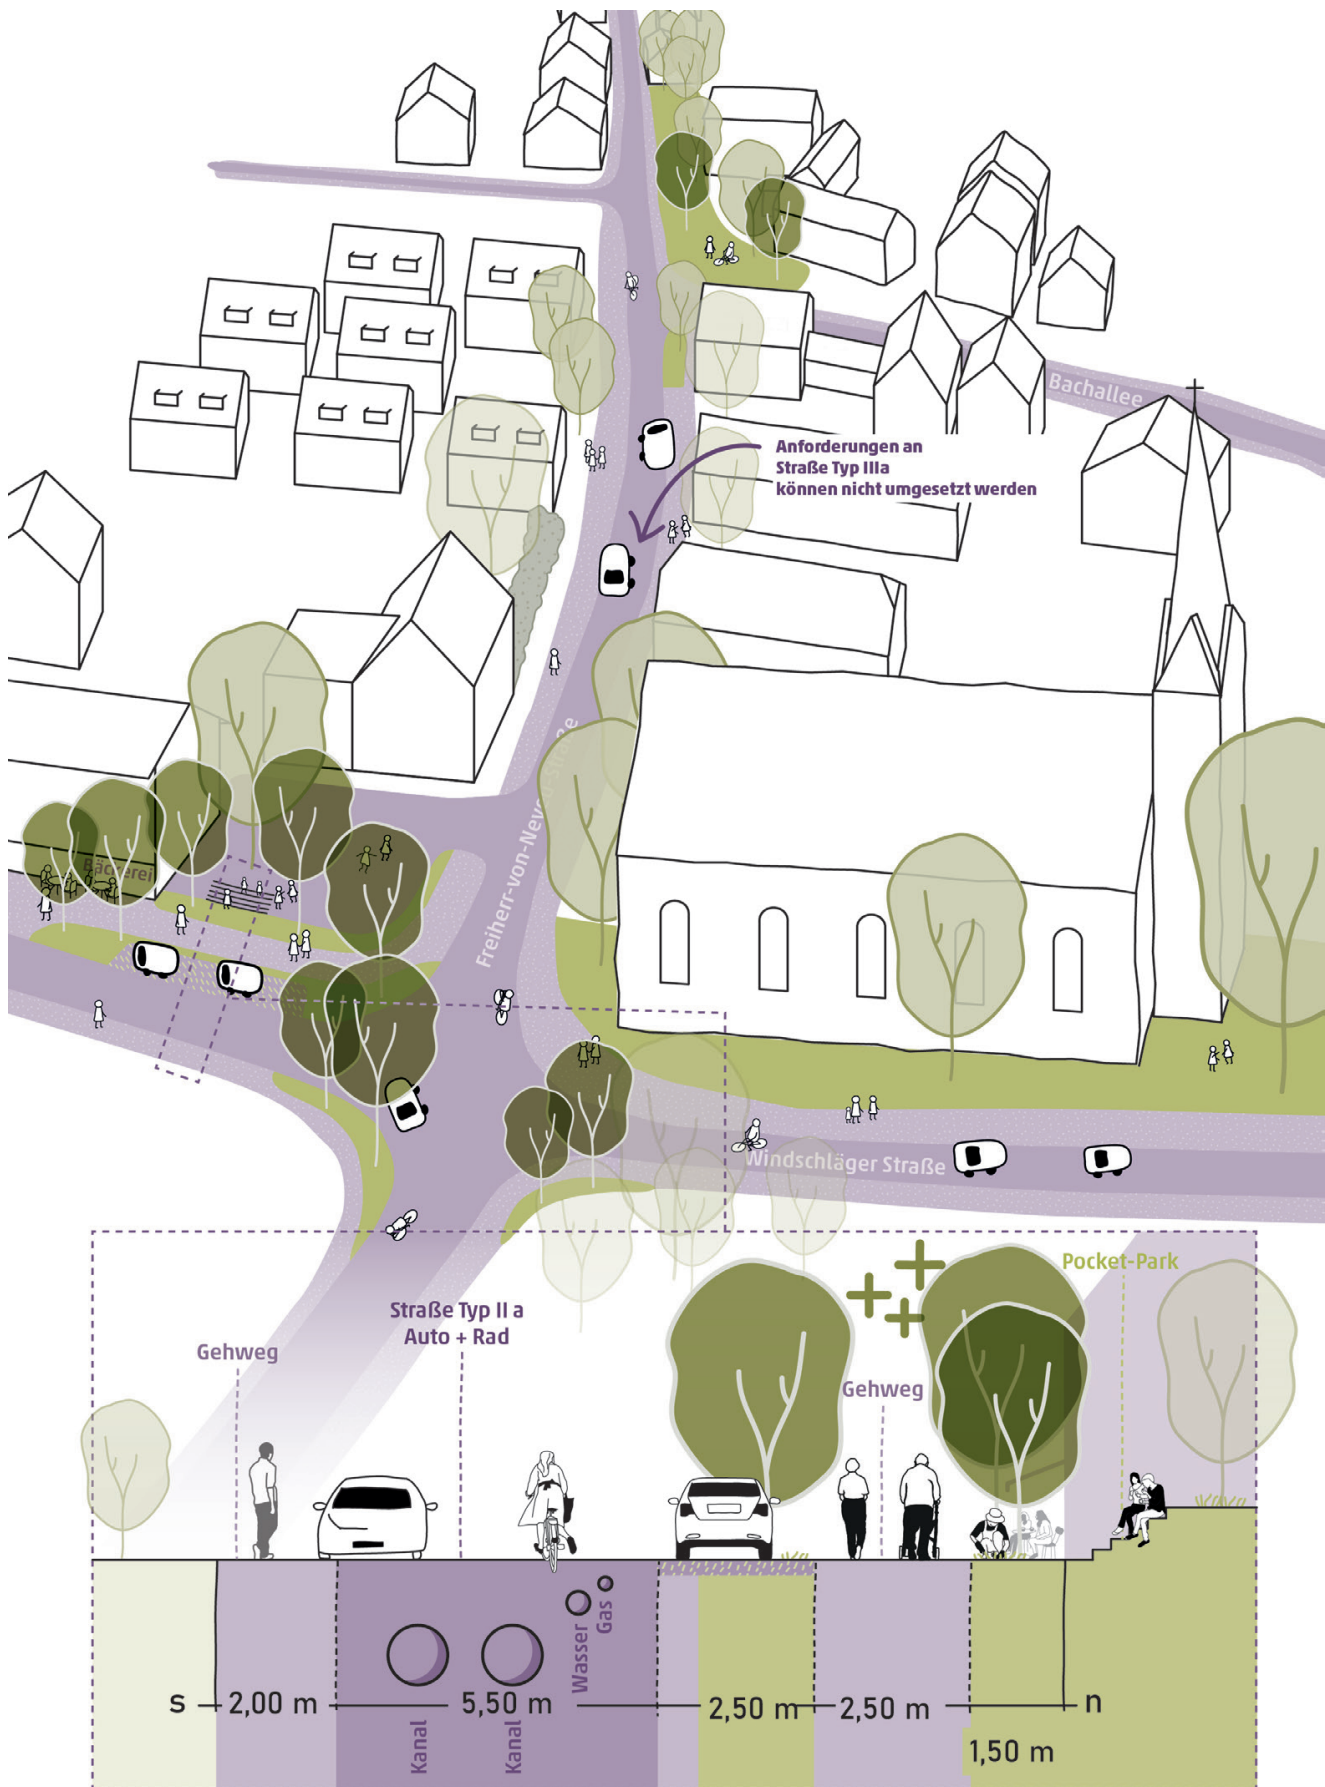 Bachallee
Anforderungen an
Straße Typ IIIa
können nicht umgesetzt werden
Bäckerei
Windschläger Straße
Pocket-Park
Straße Typ II a
Auto + Rad
Gehweg
Gehweg
Wasser
Gas
s
2,00 m
5,50 m
2,50 m
2,50 m
n
Kanal
Kanal
1,50 m